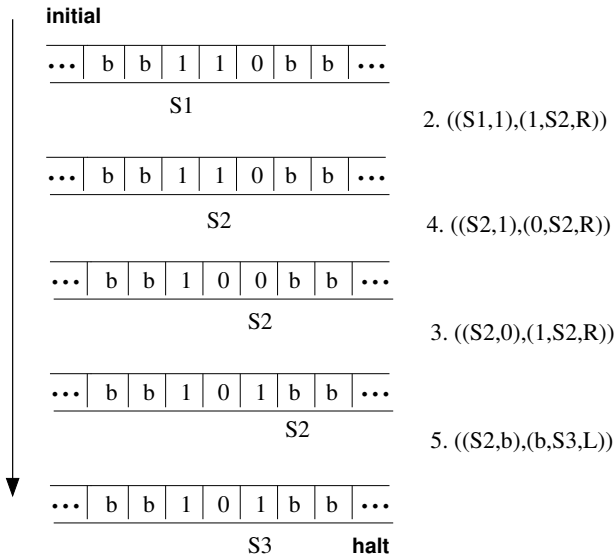 initial
••• b b 1 1 0 b b •••
S1
2. ((S1,1),(1,S2,R))
••• b b 1 1 0 b b •••
S2
4. ((S2,1),(0,S2,R))
••• b b 1 0 0 b b •••
S2
3. ((S2,0),(1,S2,R))
••• b b 1 0 1 b b •••
S2
5. ((S2,b),(b,S3,L))
••• b b 1 0 1 b b •••
S3 halt